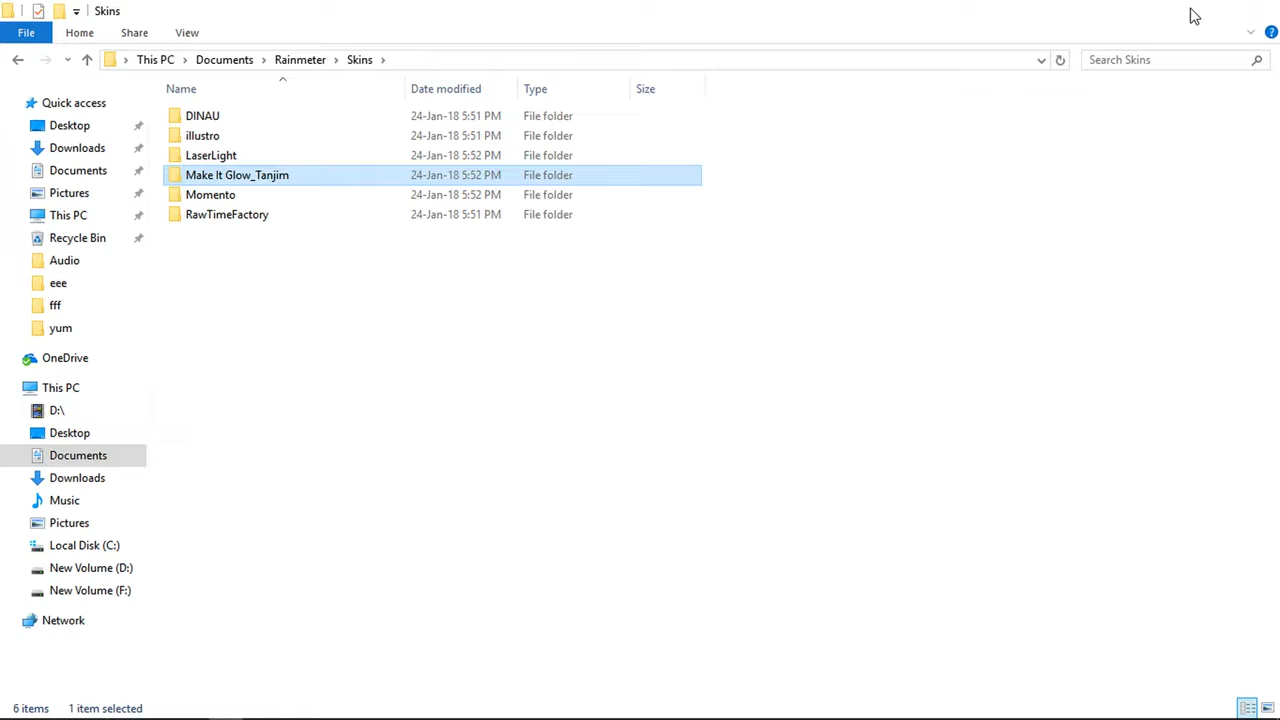 Skins
File Home Share View
This PC Documents Rainmeter Skins Search Skins
Name Date modified Type Size
Quick access
Desktop
Downloads
Documents
Pictures
This PC
Recycle Bin
Audio
eee
fff
yum
OneDrive
This PC
D:\
Desktop
Documents
Downloads
Music
Pictures
Local Disk (C:)
New Volume (D:)
New Volume (F:)
Network
DINAU 24-Jan-18 5:51 PM File folder
illustro 24-Jan-18 5:51 PM File folder
LaserLight 24-Jan-18 5:52 PM File folder
Make It Glow_Tanjim 24-Jan-18 5:52 PM File folder
Momento 24-Jan-18 5:52 PM File folder
RawTimeFactory 24-Jan-18 5:51 PM File folder
6 items 1 item selected